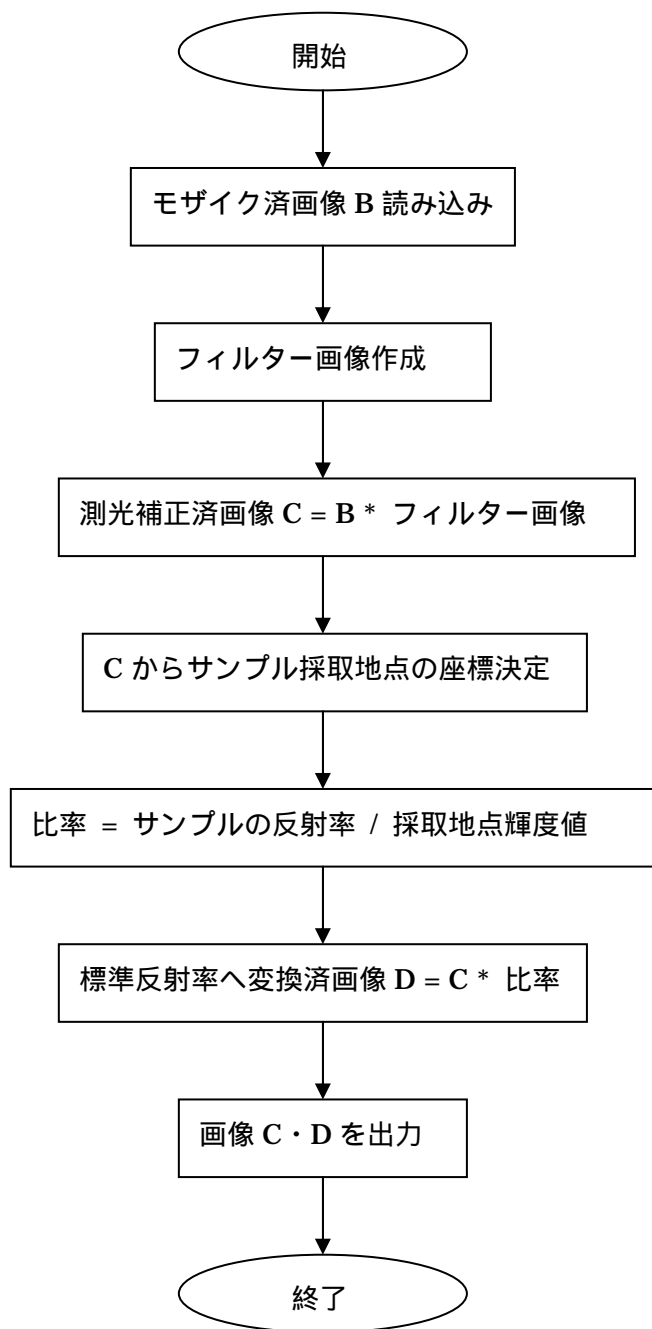 開始
モザイク済画像 B 読み込み
フィルター画像作成
測光補正済画像 C = B * フィルター画像
C からサンプル採取地点の座標決定
比率 = サンプルの反射率 / 採取地点輝度値
標準反射率へ変換済画像 D = C * 比率
画像 C・D を出力
終了